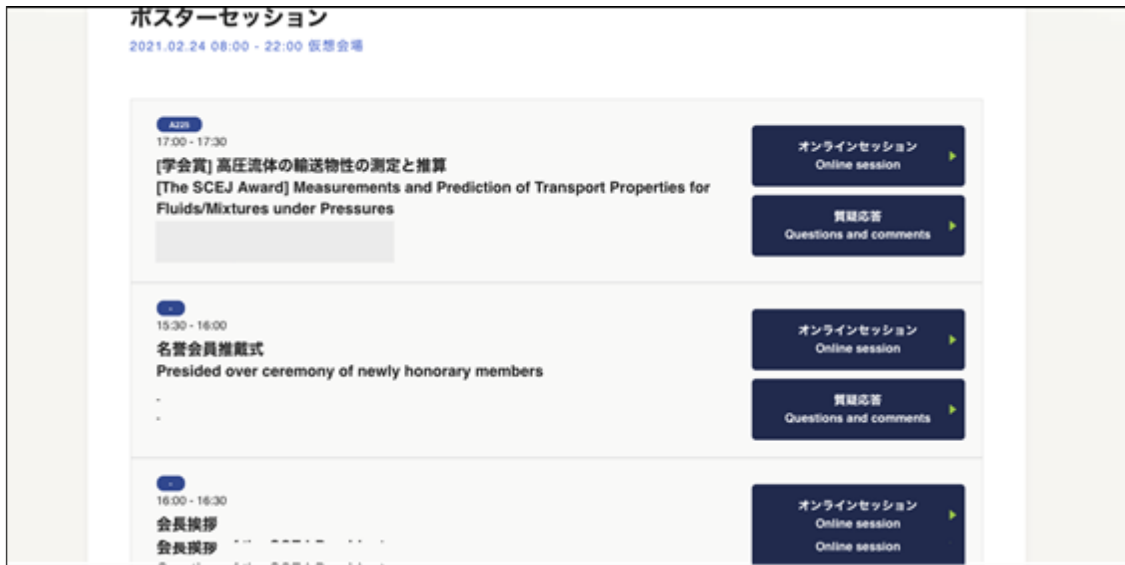 ポスターセッション
2021.02.24 08:00 - 22:00 仮想会場
A225
17:00 - 17:30
[学会賞] 高圧流体の輸送物性の測定と推算
[The SCEJ Award] Measurements and Prediction of Transport Properties for
Fluids/Mixtures under Pressures
オンラインセッション
Online session
質疑応答
Questions and comments
-
15:30 - 16:00
名誉会員推戴式
Presided over ceremony of newly honorary members
-
-
オンラインセッション
Online session
質疑応答
Questions and comments
-
16:00 - 16:30
会長挨拶
会長挨拶
オンラインセッション
Online session
Online session